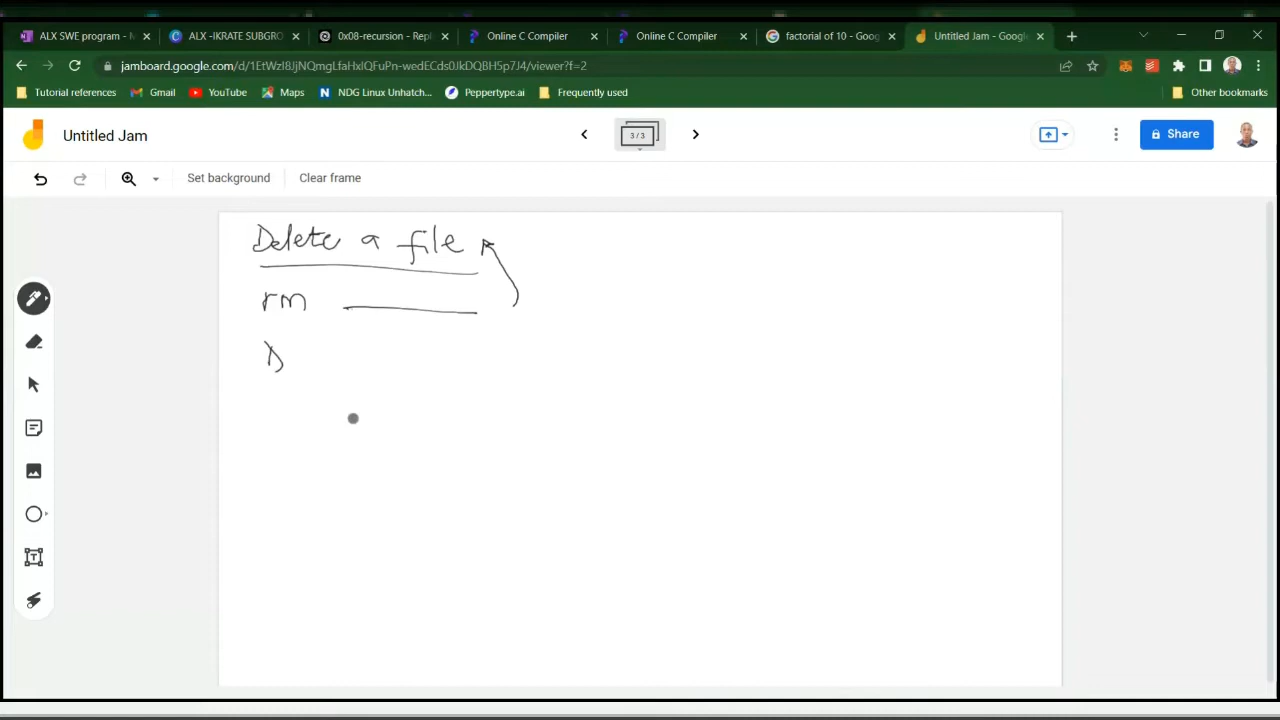 ALX SWE program - M
ALX -IKRATE SUBGRO
0x08-recursion - Repl
Online C Compiler
Online C Compiler
factorial of 10 - Goog
Untitled Jam - Google
jamboard.google.com/d/1EtWzl8JjNQmgLfaHxlQFuPn-wedECds0JkDQBH5p7J4/viewer?f=2
Tutorial references
Gmail
YouTube
Maps
NDG Linux Unhatch...
Peppertype.ai
Frequently used
Other bookmarks
Untitled Jam
3 / 3
Share
Set background
Clear frame
Delete a file
rm
D